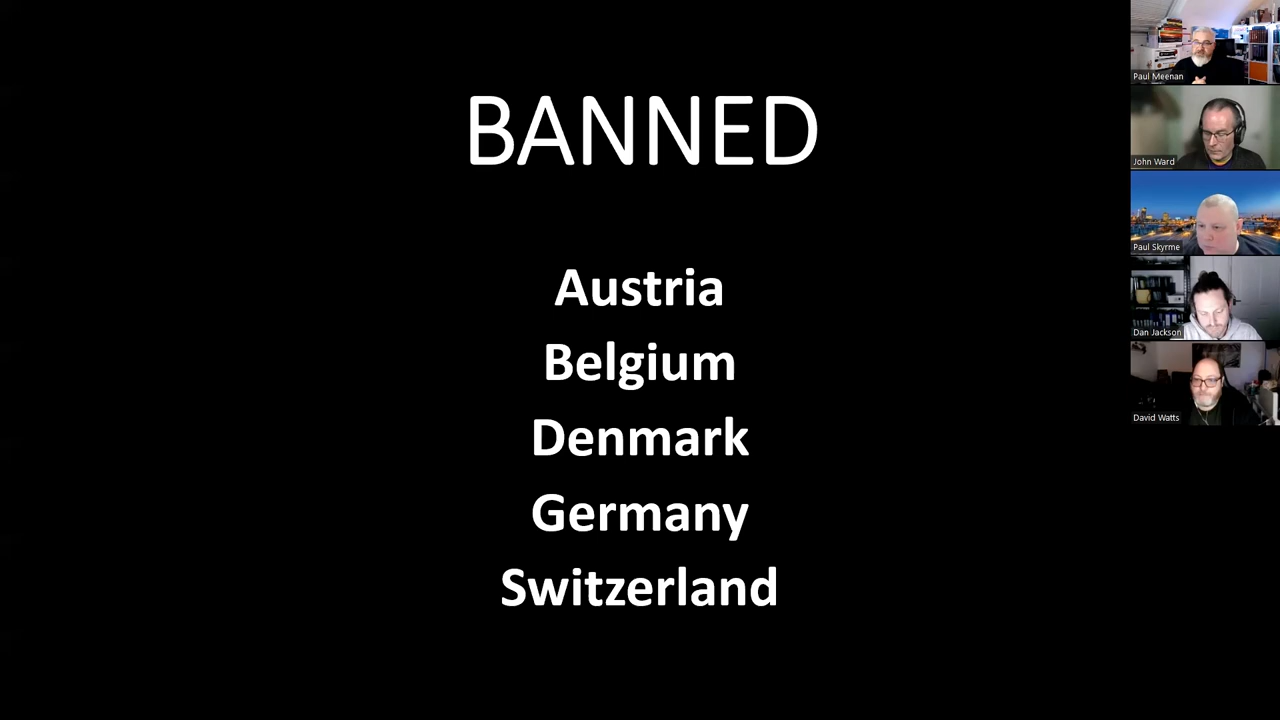 BANNED
Austria
Belgium
Denmark
Germany
Switzerland
Paul Meenan
John Ward
Paul Skyrme
Dan Jackson
David Watts